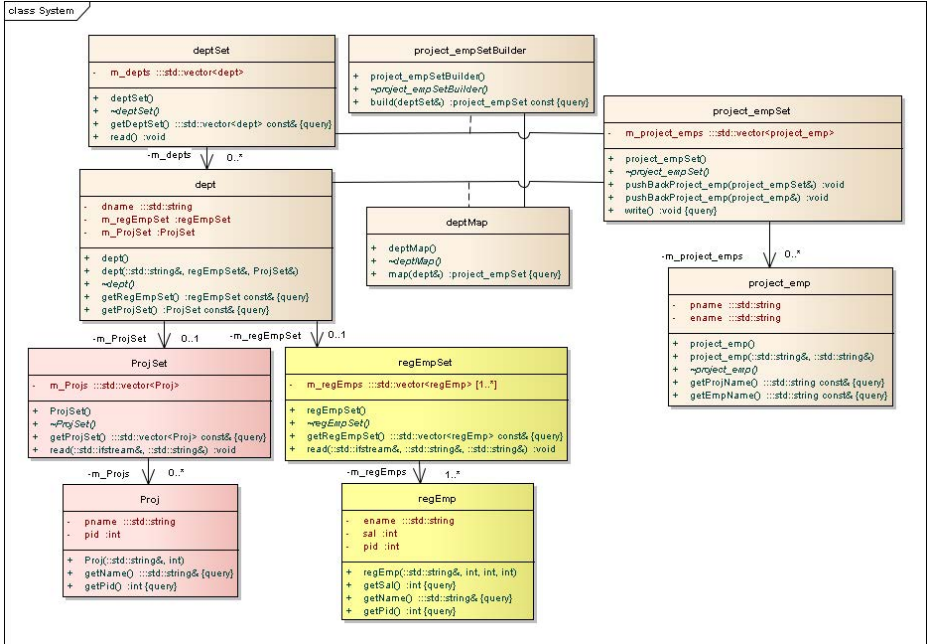 class System
deptSet
- m_depts :::std::vector<dept>
+ deptSet()
+ ~deptSet()
+ getDeptSet() :::std::vector<dept> const& {query}
+ read() :void
project_empSetBuilder
+ project_empSetBuilder()
+ ~project_empSetBuilder()
+ build(deptSet&) :project_empSet const {query}
project_empSet
- m_project_emps :::std::vector<project_emp>
+ project_empSet()
+ ~project_empSet()
+ pushBackProject_emp(project_empSet&) :void
+ pushBackProject_emp(project_emp&) :void
+ write() :void {query}
-m_depts 0..*
dept
- dname :::std::string
- m_regEmpSet :regEmpSet
- m_ProjSet :ProjSet
+ dept()
+ dept(::std::string&, regEmpSet&, ProjSet&)
+ ~dept()
+ getRegEmpSet() :regEmpSet const& {query}
+ getProjSet() :ProjSet const& {query}
deptMap
+ deptMap()
+ ~deptMap()
+ map(dept&) :project_empSet {query}
-m_project_emps 0..*
project_emp
- pname :::std::string
- ename :::std::string
+ project_emp()
+ project_emp(::std::string&, ::std::string&)
+ ~project_emp()
+ getProjName() :::std::string const& {query}
+ getEmpName() :::std::string const& {query}
-m_ProjSet 0..1
-m_regEmpSet 0..1
ProjSet
- m_Projs :::std::vector<Proj>
+ ProjSet()
+ ~ProjSet()
+ getProjSet() :::std::vector<Proj> const& {query}
+ read(::std::ifstream&, ::std::string&) :void
regEmpSet
- m_regEmps :::std::vector<regEmp> [1..*]
+ regEmpSet()
+ ~regEmpSet()
+ getRegEmpSet() :::std::vector<regEmp> const& {query}
+ read(::std::ifstream&, ::std::string&, ::std::string&) :void
-m_Projs 0..*
-m_regEmps 1..*
Proj
- pname :::std::string
- pid :int
+ Proj(::std::string&, int)
+ getName() :::std::string& {query}
+ getPid() :int {query}
regEmp
- ename :::std::string
- sal :int
- pid :int
+ regEmp(::std::string&, int, int, int)
+ getSal() :int {query}
+ getName() :::std::string& {query}
+ getPid() :int {query}